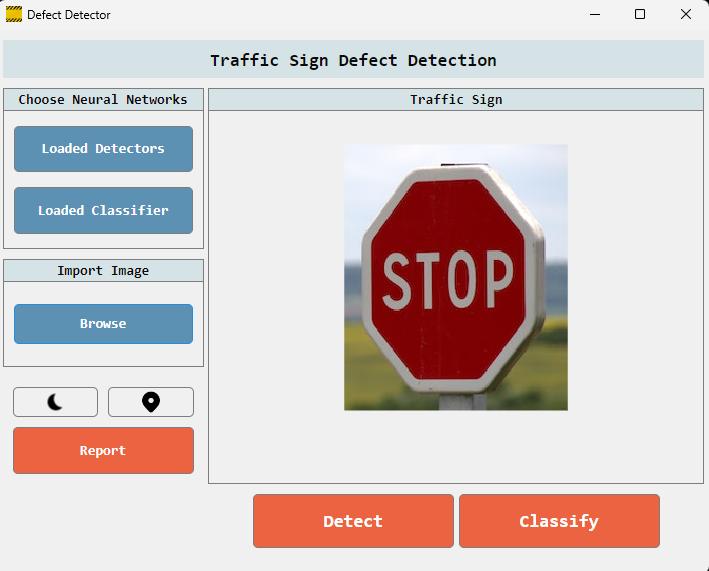 Defect Detector
Traffic Sign Defect Detection
Choose Neural Networks
Loaded Detectors
Loaded Classifier
Import Image
Browse
Report
Traffic Sign
STOP
Detect
Classify